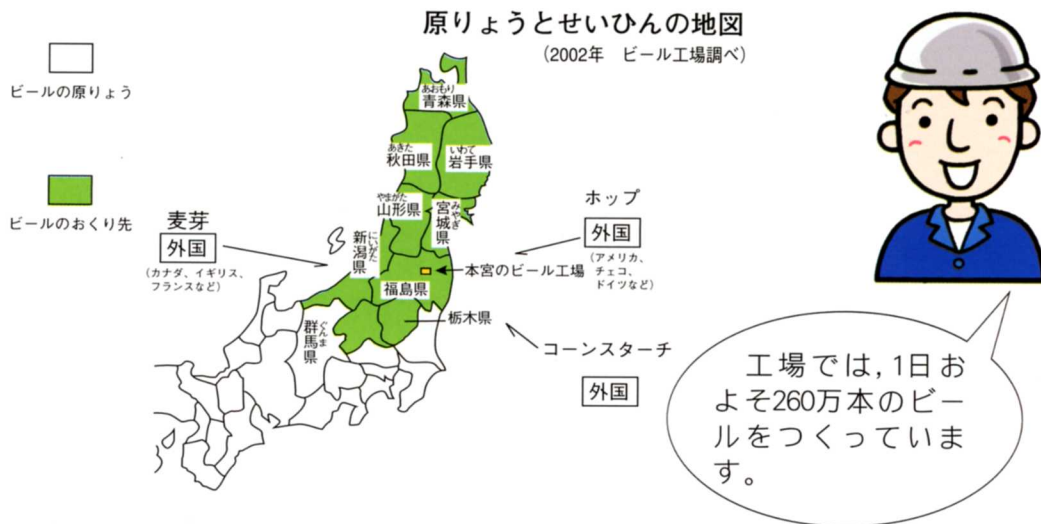 原りょうとせいひんの地図
(2002年　ビール工場調べ)
ビールの原りょう
ビールのおくり先
あおもり
青森県
あきた
秋田県
いわて
岩手県
やまがた
山形県
みやぎ
宮城県
にいがた
新潟県
福島県
本宮のビール工場
栃木県
ぐんま
群馬県
麦芽
外国
(カナダ、イギリス、
フランスなど)
ホップ
外国
(アメリカ、
チェコ、
ドイツなど)
コーンスターチ
外国
工場では,1日お
よそ260万本のビー
ルをつくっていま
す。